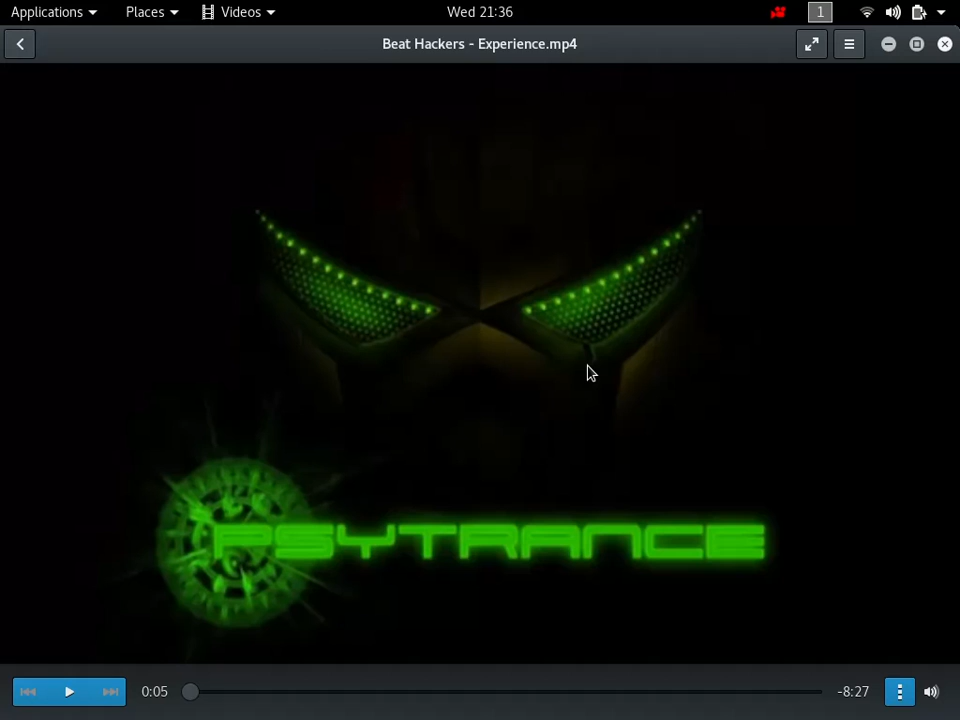 Applications Places Videos Wed 21:36 1
Beat Hackers - Experience.mp4
PSYTRANCE
0:05 -8:27